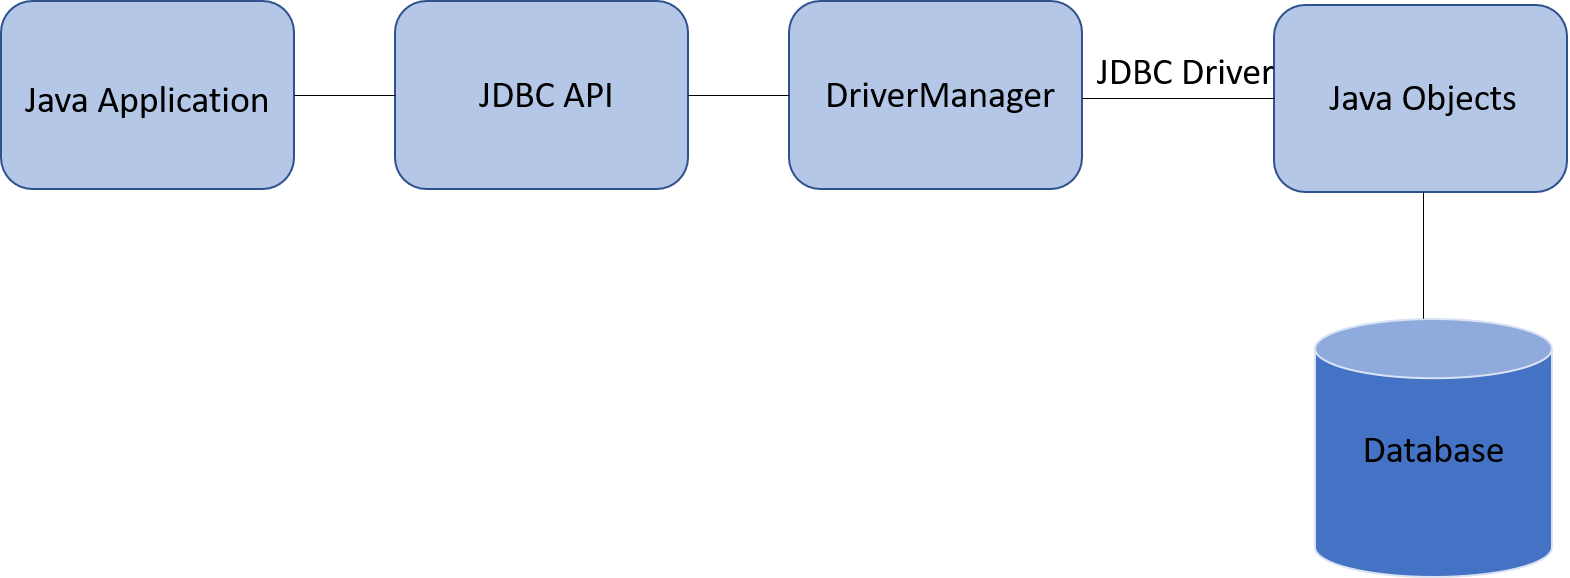 Java Application
JDBC API
DriverManager
JDBC Driver
Java Objects
Database